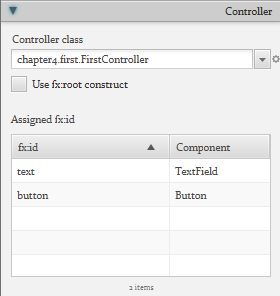 Controller
Controller class
chapter4.first.FirstController
Use fx:root construct
Assigned fx:id
fx:id Component
text TextField
button Button
2 items